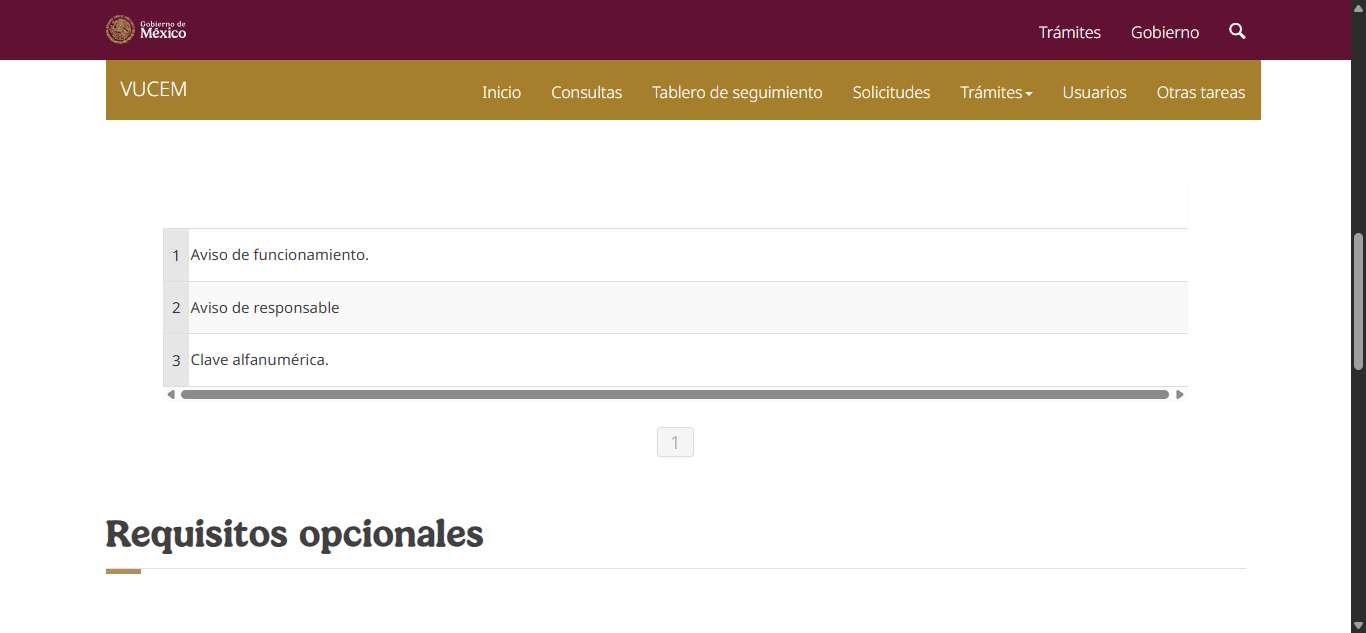 Gobierno de
México
Trámites
Gobierno
VUCEM
Inicio
Consultas
Tablero de seguimiento
Solicitudes
Trámites
Usuarios
Otras tareas
1 Aviso de funcionamiento.
2 Aviso de responsable
3 Clave alfanumérica.
1
Requisitos opcionales